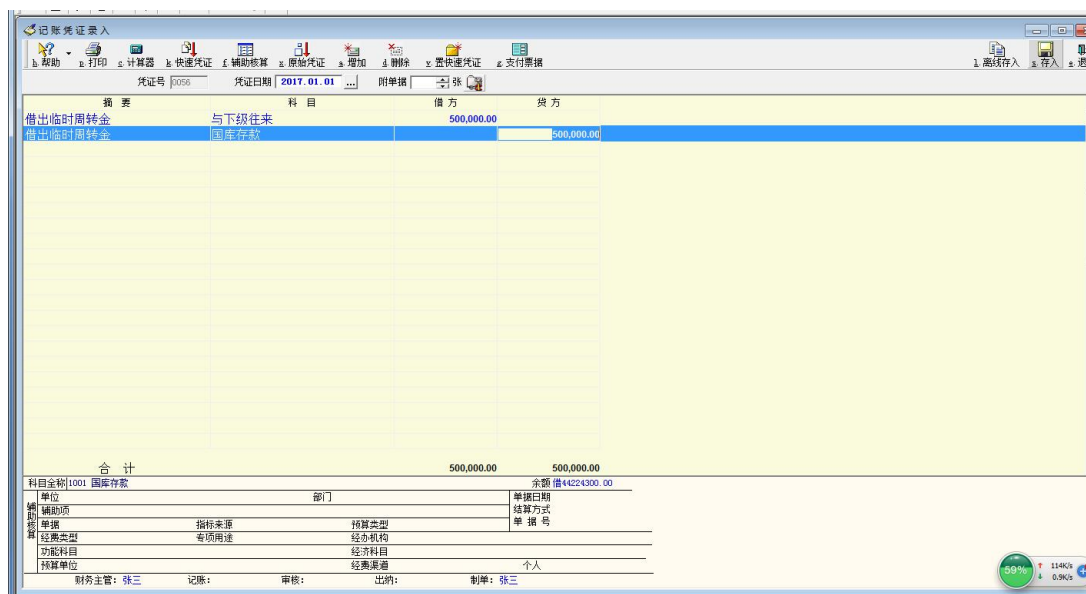 记账凭证录入
h.帮助 p.打印 c.计算器 k.快速凭证 f.辅助核算 z.原始凭证 a.增加 d.删除 v.置快速凭证 g.支付票据 l.离线存入 s.存入
凭证号 0056 凭证日期 2017.01.01 ... 附单据 张
摘 要 科 目 借 方 贷 方
借出临时周转金 与下级往来 500,000.00
借出临时周转金 国库存款 500,000.00
合 计 500,000.00 500,000.00
科目全称 1001 国库存款 余额 借44224300.00
辅助核算
单位 部门 单据日期
辅助项 结算方式
单据 指标来源 预算类型 单 据 号
经费类型 专项用途 经办机构
功能科目 经济科目
预算单位 经费渠道 个人
财务主管: 张三 记账: 审核: 出纳: 制单: 张三
59% 114K/s
0.9K/s